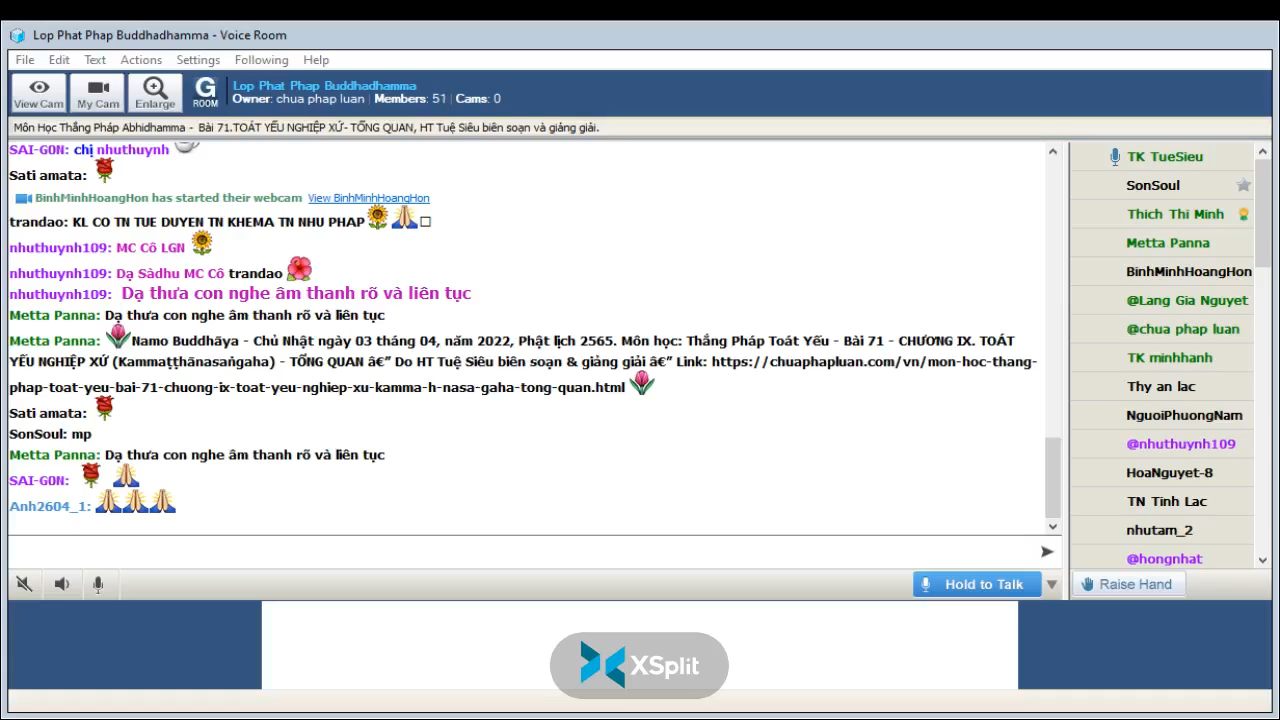 Lop Phat Phap Buddhadhamma - Voice Room
File Edit Text Actions Settings Following Help
View Cam My Cam Enlarge G ROOM
Lop Phat Phap Buddhadhamma
Owner: chua phap luan | Members: 51 | Cams: 0
Môn Học Thắng Pháp Abhidhamma - Bài 71.TOÁT YẾU NGHIỆP XỨ- TỔNG QUAN, HT Tuệ Siêu biên soạn và giảng giải.
SAI-G0N: chị nhuthuynh
Sati amata:
BinhMinhHoangHon has started their webcam View BinhMinhHoangHon
trandao: KL CO TN TUE DUYEN TN KHEMA TN NHU PHAP
nhuthuynh109: MC Cô LGN
nhuthuynh109: Dạ Sàdhu MC Cô trandao
nhuthuynh109: Dạ thưa con nghe âm thanh rõ và liên tục
Metta Panna: Dạ thưa con nghe âm thanh rõ và liên tục
Metta Panna: Namo Buddhāya - Chủ Nhật ngày 03 tháng 04, năm 2022, Phật lịch 2565. Môn học: Thắng Pháp Toát Yếu - Bài 71 - CHƯƠNG IX. TOÁT
YẾU NGHIỆP XỨ (Kammaṭṭhānasaṅgaha) - TỔNG QUAN â€” Do HT Tuệ Siêu biên soạn & giảng giải â€” Link: https://chuaphapluan.com/vn/mon-hoc-thang-
phap-toat-yeu-bai-71-chuong-ix-toat-yeu-nghiep-xu-kamma-h-nasa-gaha-tong-quan.html
Sati amata:
SonSoul: mp
Metta Panna: Dạ thưa con nghe âm thanh rõ và liên tục
SAI-G0N:
Anh2604_1:
TK TueSieu
SonSoul
Thich Thi Minh
Metta Panna
BinhMinhHoangHon
@Lang Gia Nguyet
@chua phap luan
TK minhhanh
Thy an lac
NguoiPhuongNam
@nhuthuynh109
HoaNguyet-8
TN Tinh Lac
nhutam_2
@hongnhat
Hold to Talk
Raise Hand
XSplit